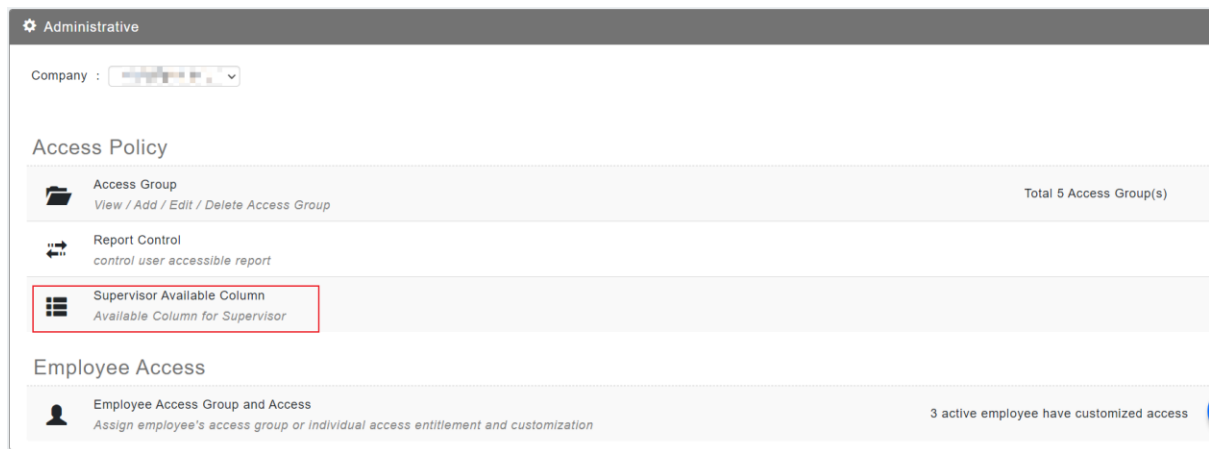 Administrative
Company :
Access Policy
Access Group
View / Add / Edit / Delete Access Group
Total 5 Access Group(s)
Report Control
control user accessible report
Supervisor Available Column
Available Column for Supervisor
Employee Access
Employee Access Group and Access
Assign employee's access group or individual access entitlement and customization
3 active employee have customized access